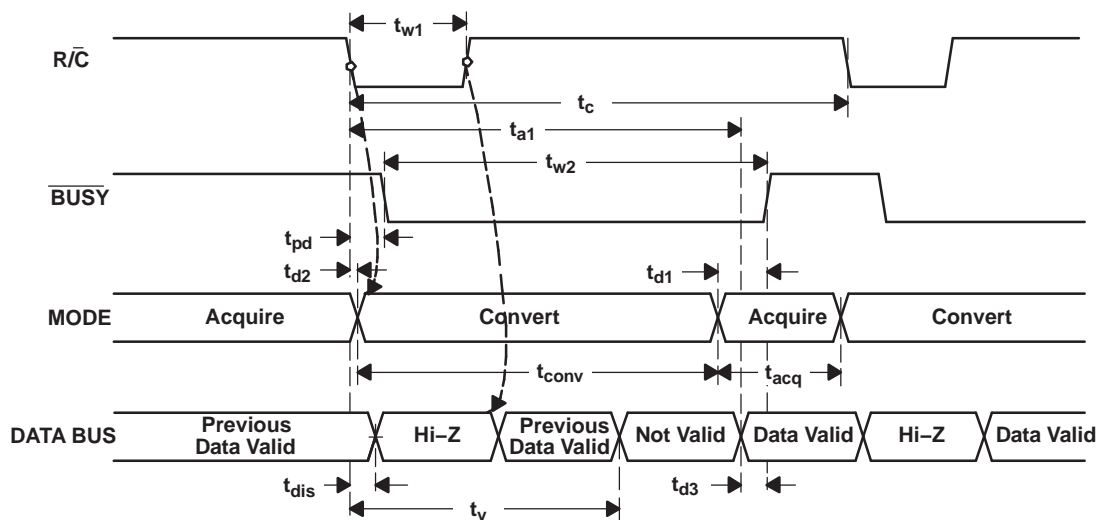 t_w1
R/C̅
t_c
t_a1
t_w2
B̅U̅S̅Y̅
t_pd
t_d2
t_d1
MODE
Acquire
Convert
Acquire
Convert
t_conv
t_acq
DATA BUS
Previous
Data Valid
Hi–Z
Previous
Data Valid
Not Valid
Data Valid
Hi–Z
Data Valid
t_dis
t_d3
t_v